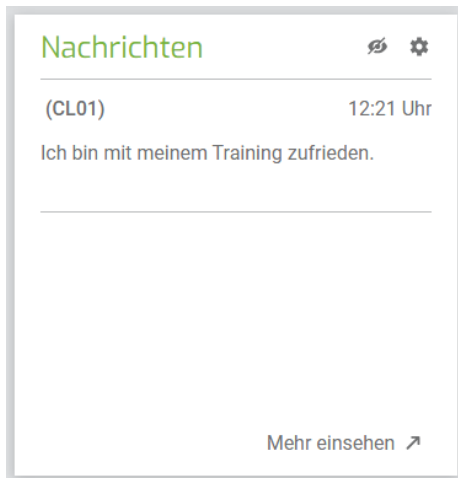 Nachrichten
(CL01) 12:21 Uhr
Ich bin mit meinem Training zufrieden.
Mehr einsehen